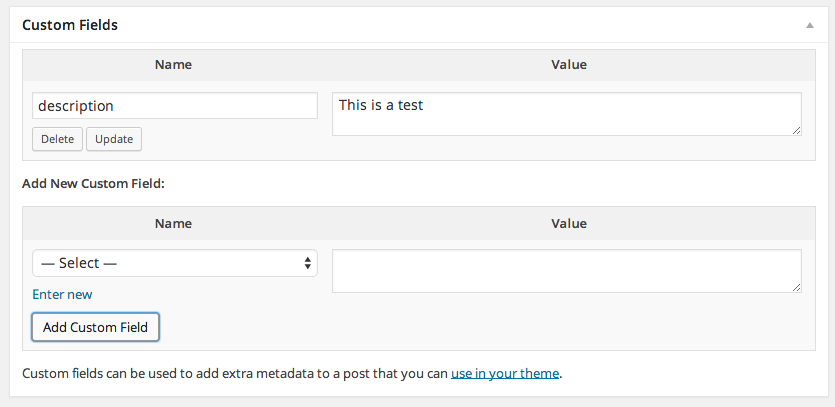 Custom Fields
Name Value
description This is a test
Delete Update
Add New Custom Field:
Name Value
— Select —
Enter new
Add Custom Field
Custom fields can be used to add extra metadata to a post that you can use in your theme.